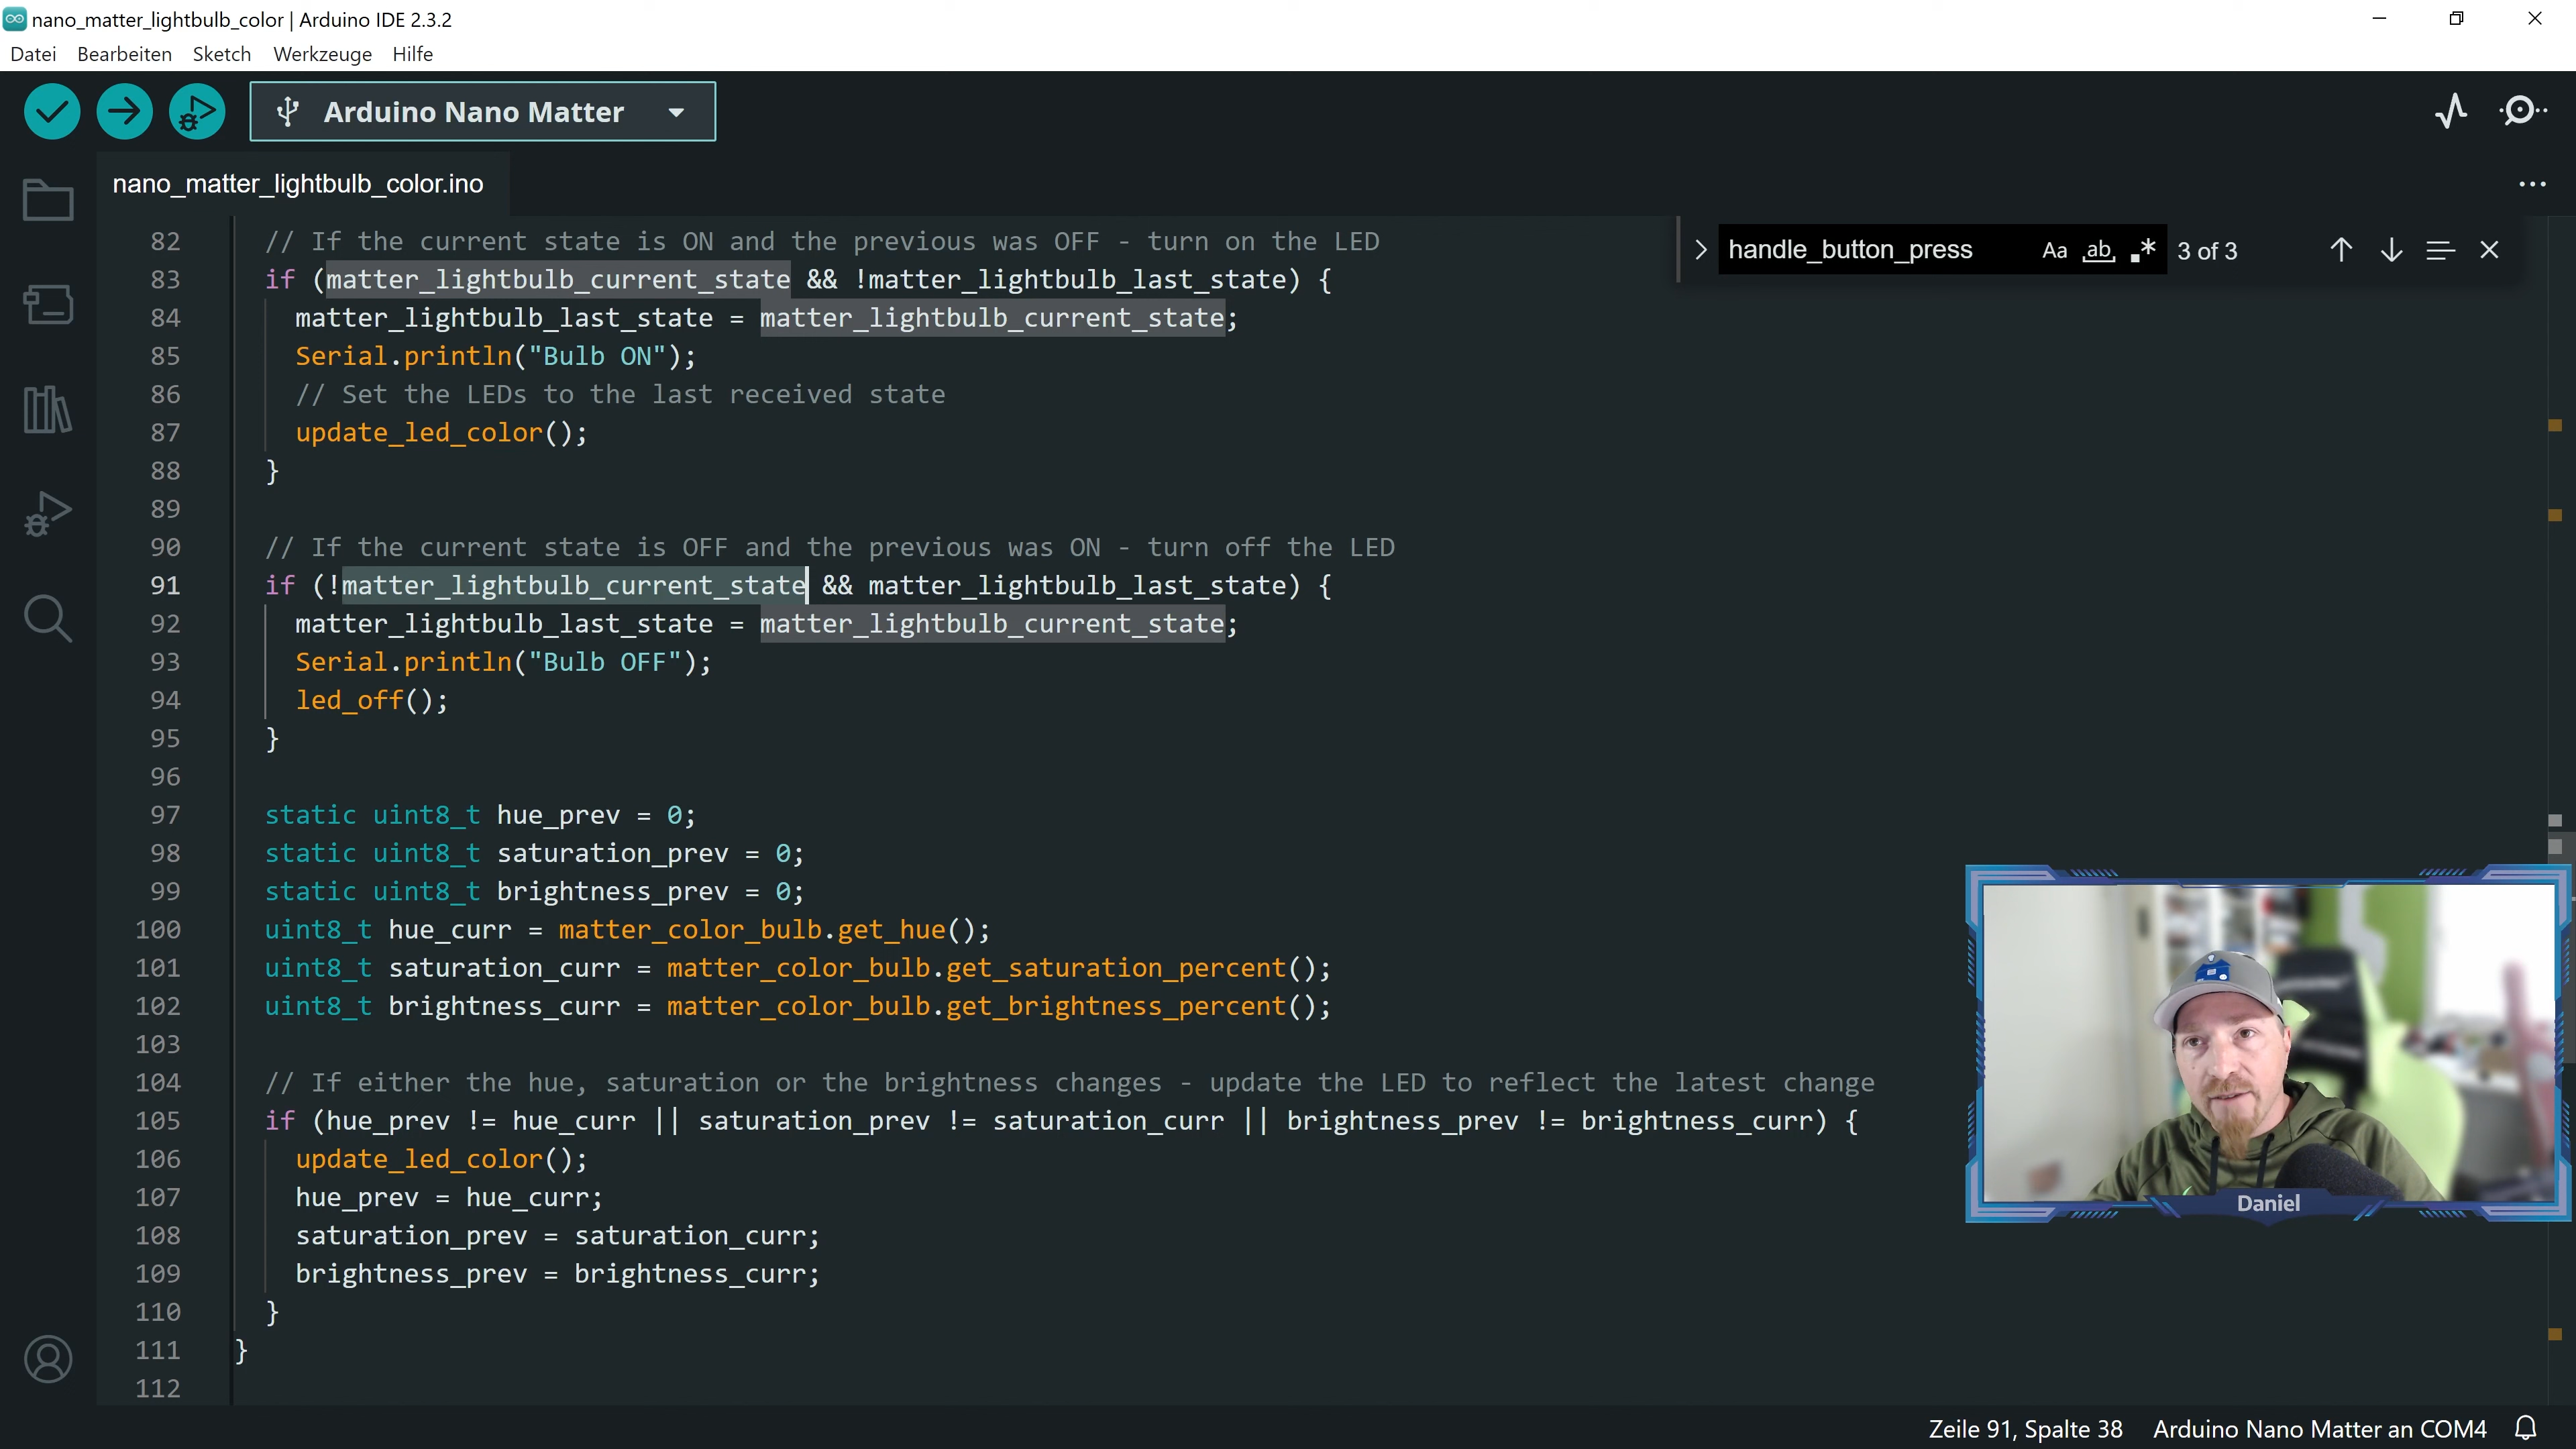 nano_matter_lightbulb_color | Arduino IDE 2.3.2
Datei Bearbeiten Sketch Werkzeuge Hilfe
Arduino Nano Matter
nano_matter_lightbulb_color.ino
handle_button_press Aa ab 3 of 3
82 // If the current state is ON and the previous was OFF - turn on the LED
83 if (matter_lightbulb_current_state && !matter_lightbulb_last_state) {
84 matter_lightbulb_last_state = matter_lightbulb_current_state;
85 Serial.println("Bulb ON");
86 // Set the LEDs to the last received state
87 update_led_color();
88 }
89
90 // If the current state is OFF and the previous was ON - turn off the LED
91 if (!matter_lightbulb_current_state && matter_lightbulb_last_state) {
92 matter_lightbulb_last_state = matter_lightbulb_current_state;
93 Serial.println("Bulb OFF");
94 led_off();
95 }
96
97 static uint8_t hue_prev = 0;
98 static uint8_t saturation_prev = 0;
99 static uint8_t brightness_prev = 0;
100 uint8_t hue_curr = matter_color_bulb.get_hue();
101 uint8_t saturation_curr = matter_color_bulb.get_saturation_percent();
102 uint8_t brightness_curr = matter_color_bulb.get_brightness_percent();
103
104 // If either the hue, saturation or the brightness changes - update the LED to reflect the latest change
105 if (hue_prev != hue_curr || saturation_prev != saturation_curr || brightness_prev != brightness_curr) {
106 update_led_color();
107 hue_prev = hue_curr;
108 saturation_prev = saturation_curr;
109 brightness_prev = brightness_curr;
110 }
111 }
112
Daniel
Zeile 91, Spalte 38 Arduino Nano Matter an COM4